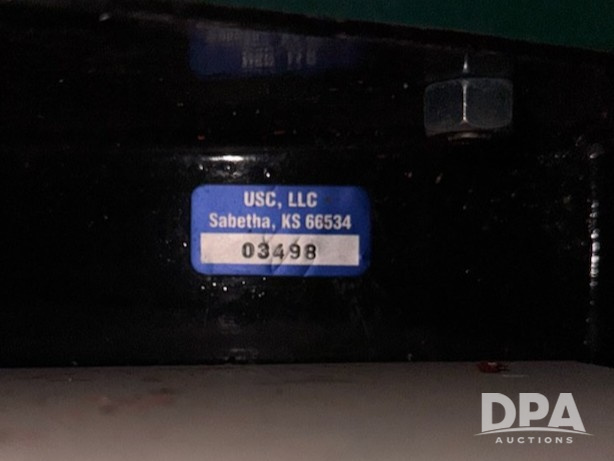 USC, LLC
Sabetha, KS 66534
03498
DPA
AUCTIONS